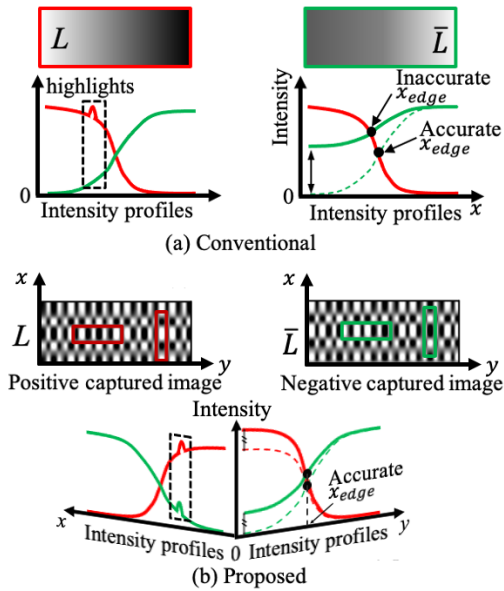 L
L̄
highlights
0
Intensity profiles
Intensity
Inaccurate
x_edge
Accurate
x_edge
0
Intensity profiles
x
(a) Conventional
x
L
y
Positive captured image
x
L̄
y
Negative captured image
Intensity
Accurate
x_edge
x
Intensity profiles
0
Intensity profiles
y
(b) Proposed